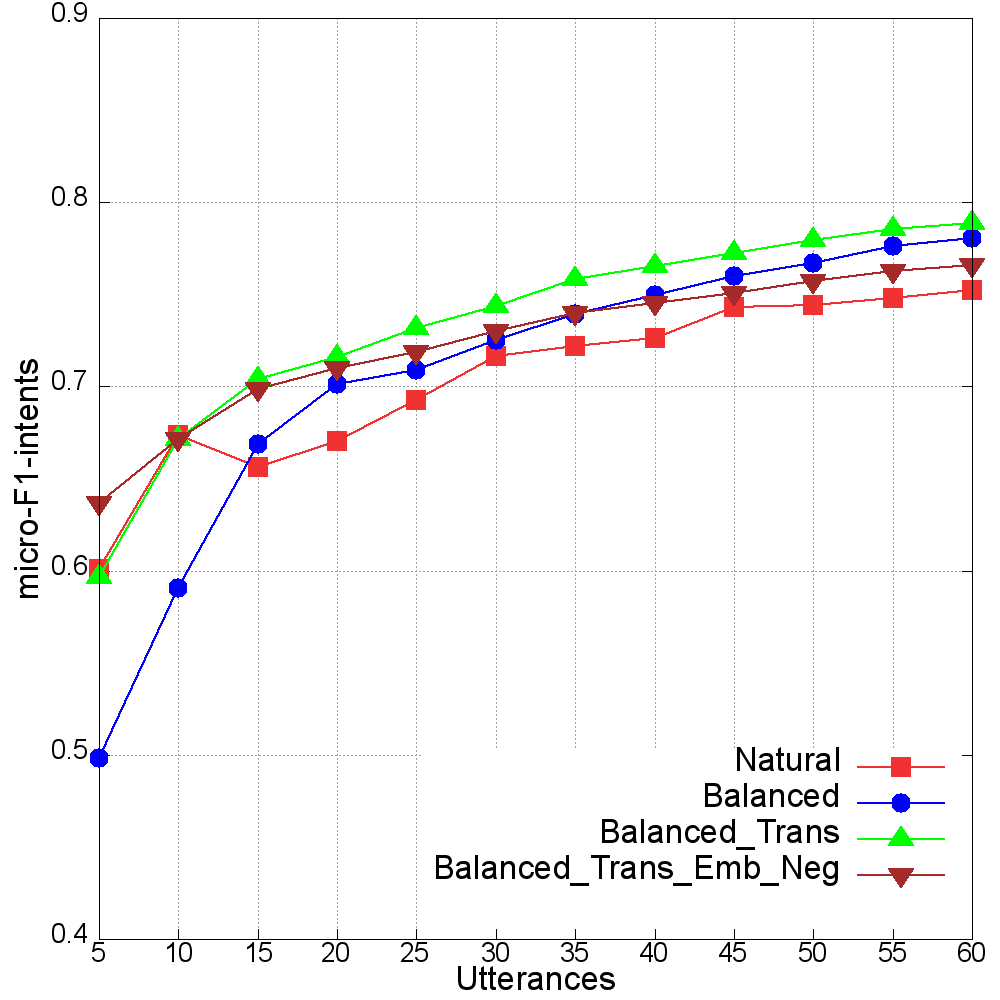 0.9
0.8
0.7
0.6
0.5
0.4
micro-F1-intents
Natural
Balanced
Balanced_Trans
Balanced_Trans_Emb_Neg
5 10 15 20 25 30 35 40 45 50 55 60
Utterances